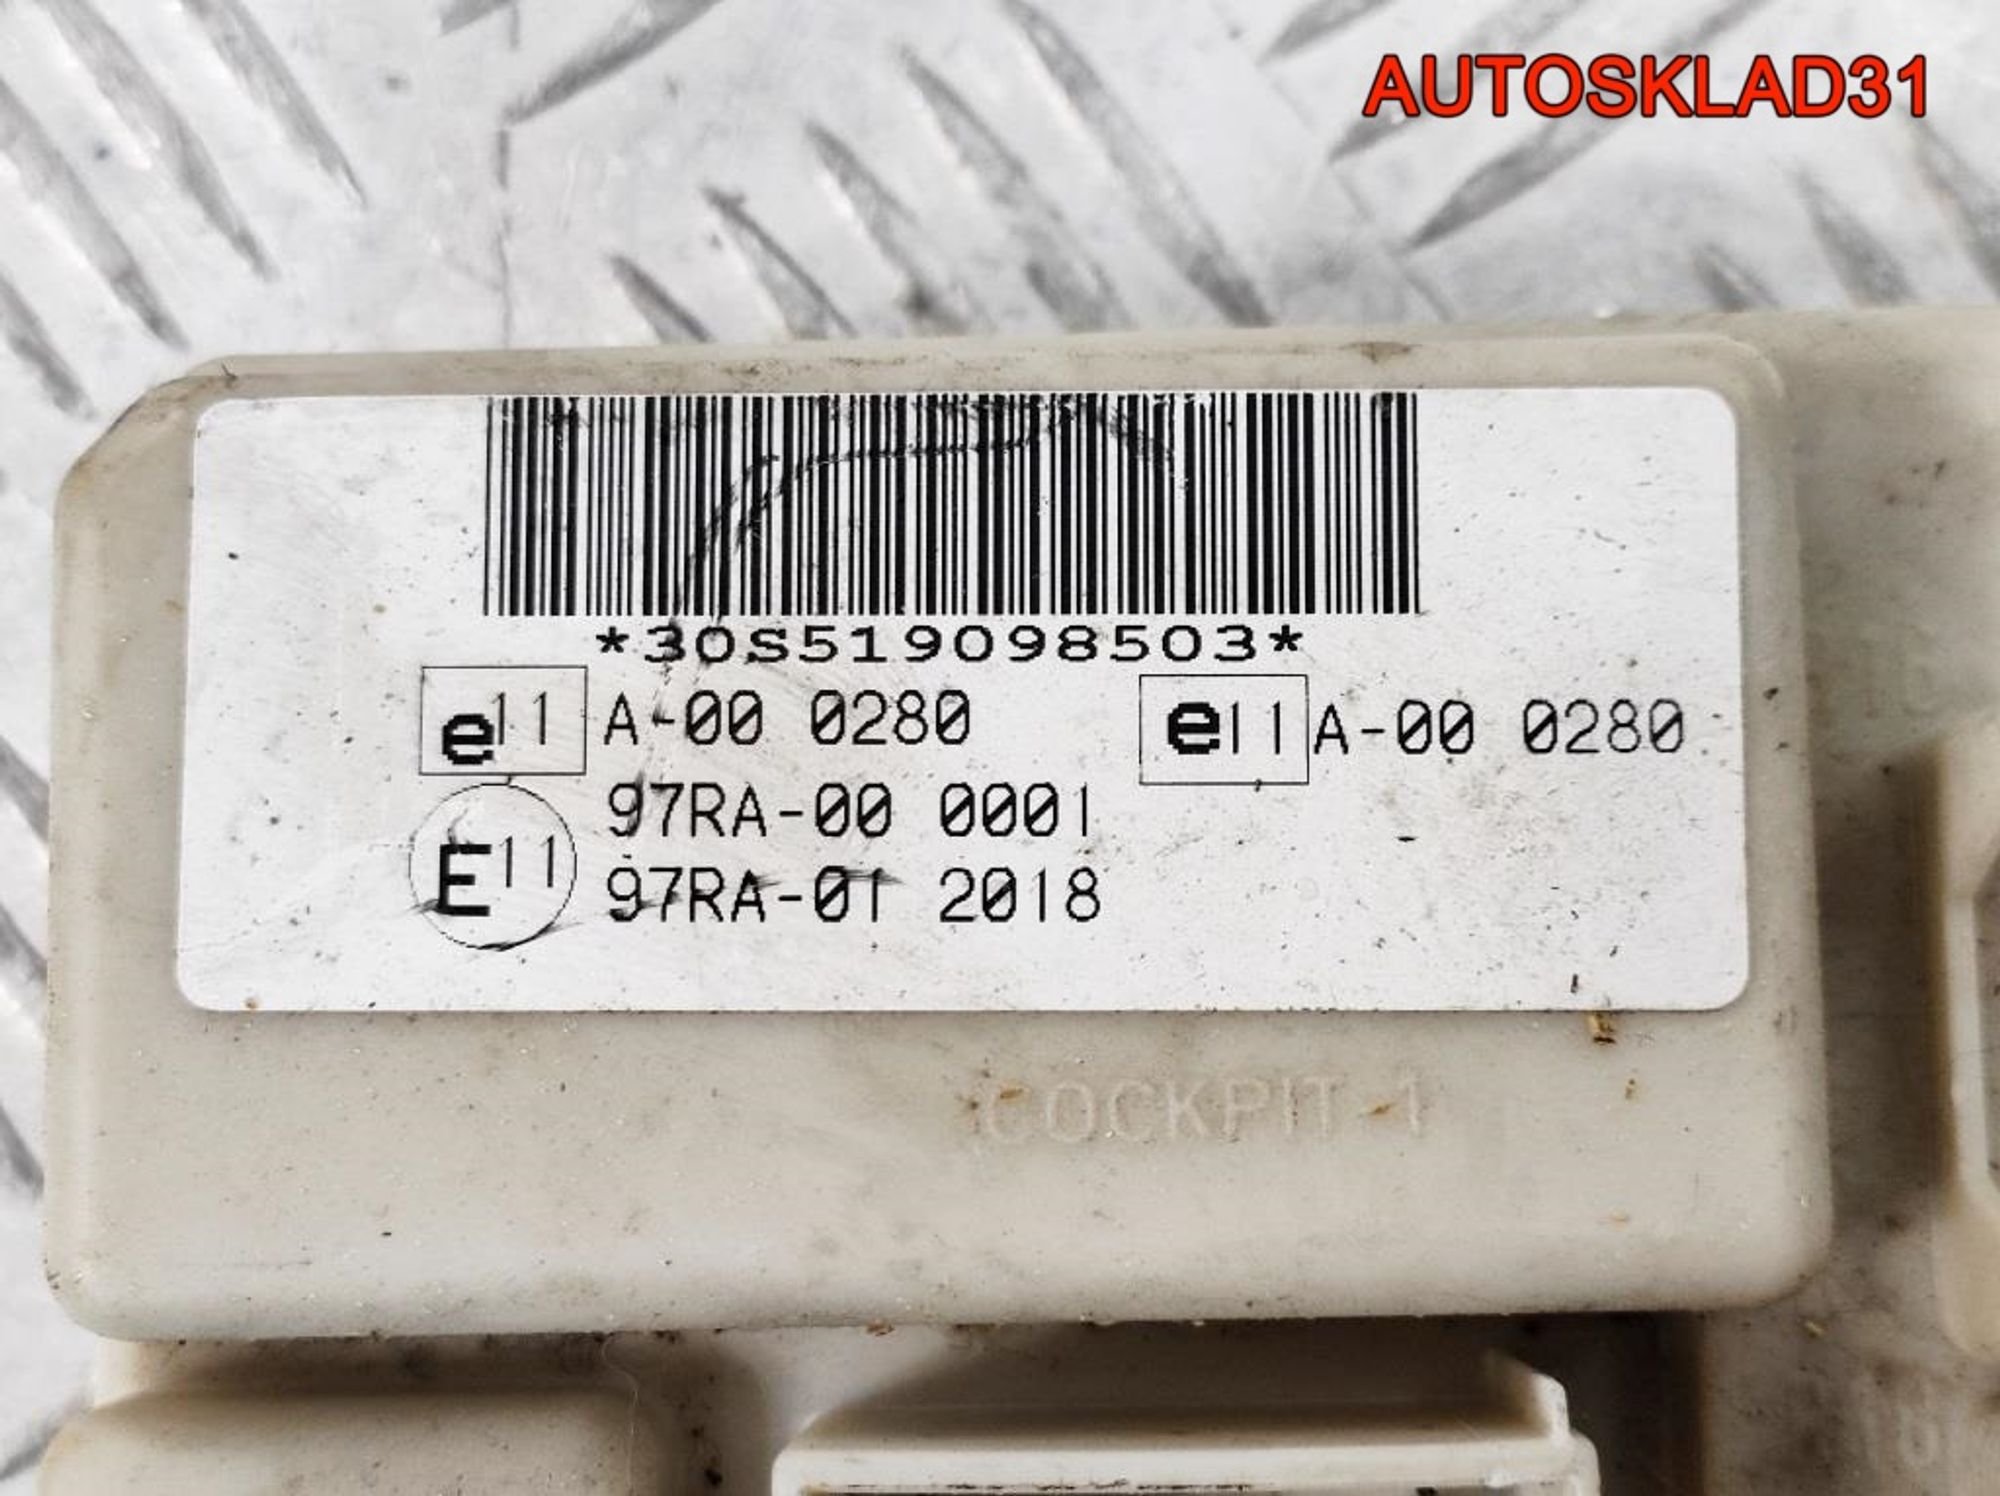 AUTOSKLAD31
*30S519098503*
e11 A-00 0280 e11 A-00 0280
97RA-00 0001
E11
97RA-01 2018
COCKPIT-1